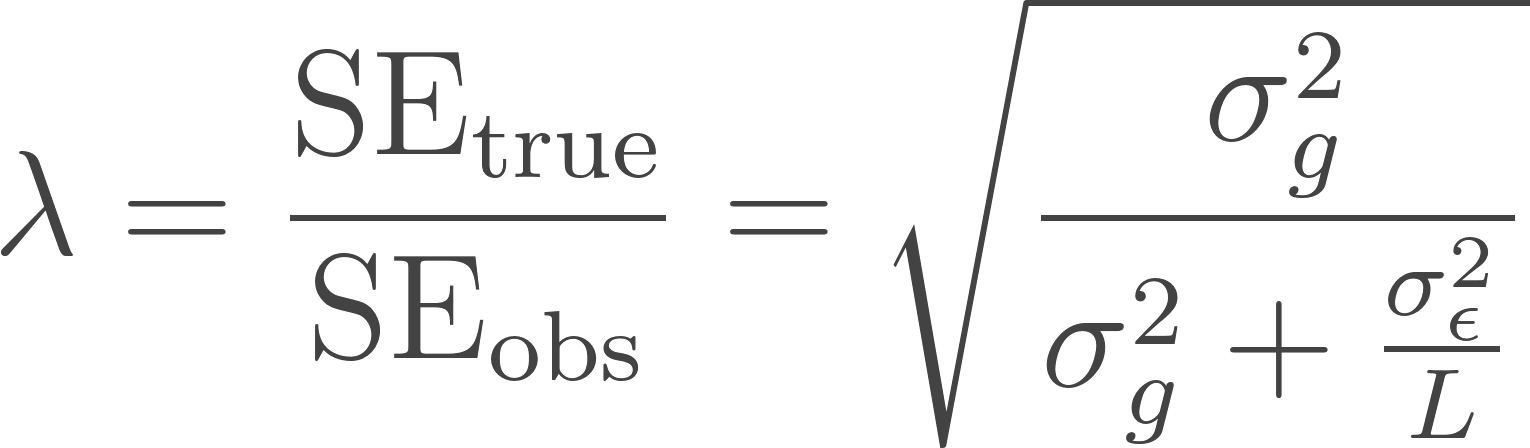 λ = SE_true / SE_obs = √(σ_g^2 / (σ_g^2 + σ_ϵ^2 / L))